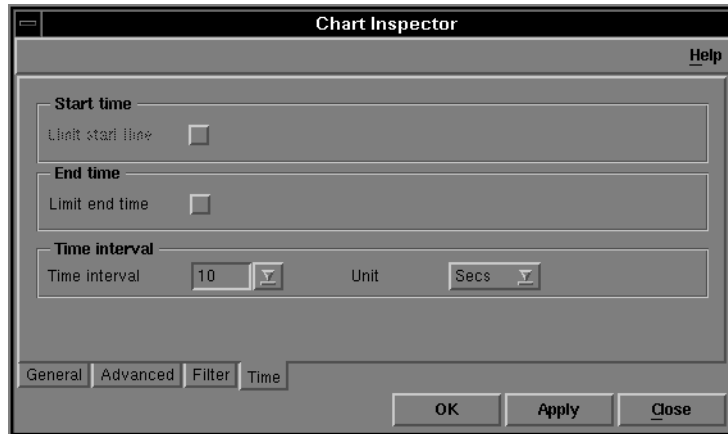 Chart Inspector
Help
Start time
Limit start time
End time
Limit end time
Time interval
Time interval 10 Unit Secs
General Advanced Filter Time
OK Apply Close